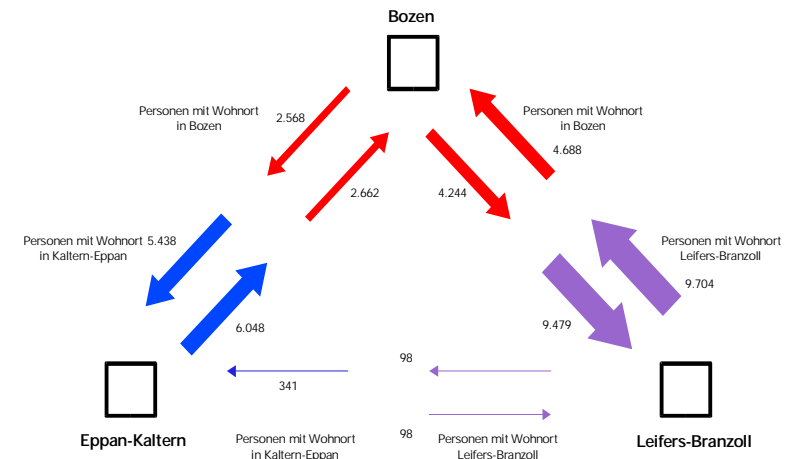 Bozen
Personen mit Wohnort
in Bozen
2.568
Personen mit Wohnort
in Bozen
4.688
2.662
4.244
Personen mit Wohnort 5.438
in Kaltern-Eppan
Personen mit Wohnort
Leifers-Branzoll
9.704
6.048
9.479
98
341
98
Eppan-Kaltern
Personen mit Wohnort
in Kaltern-Eppan
Personen mit Wohnort
Leifers-Branzoll
Leifers-Branzoll